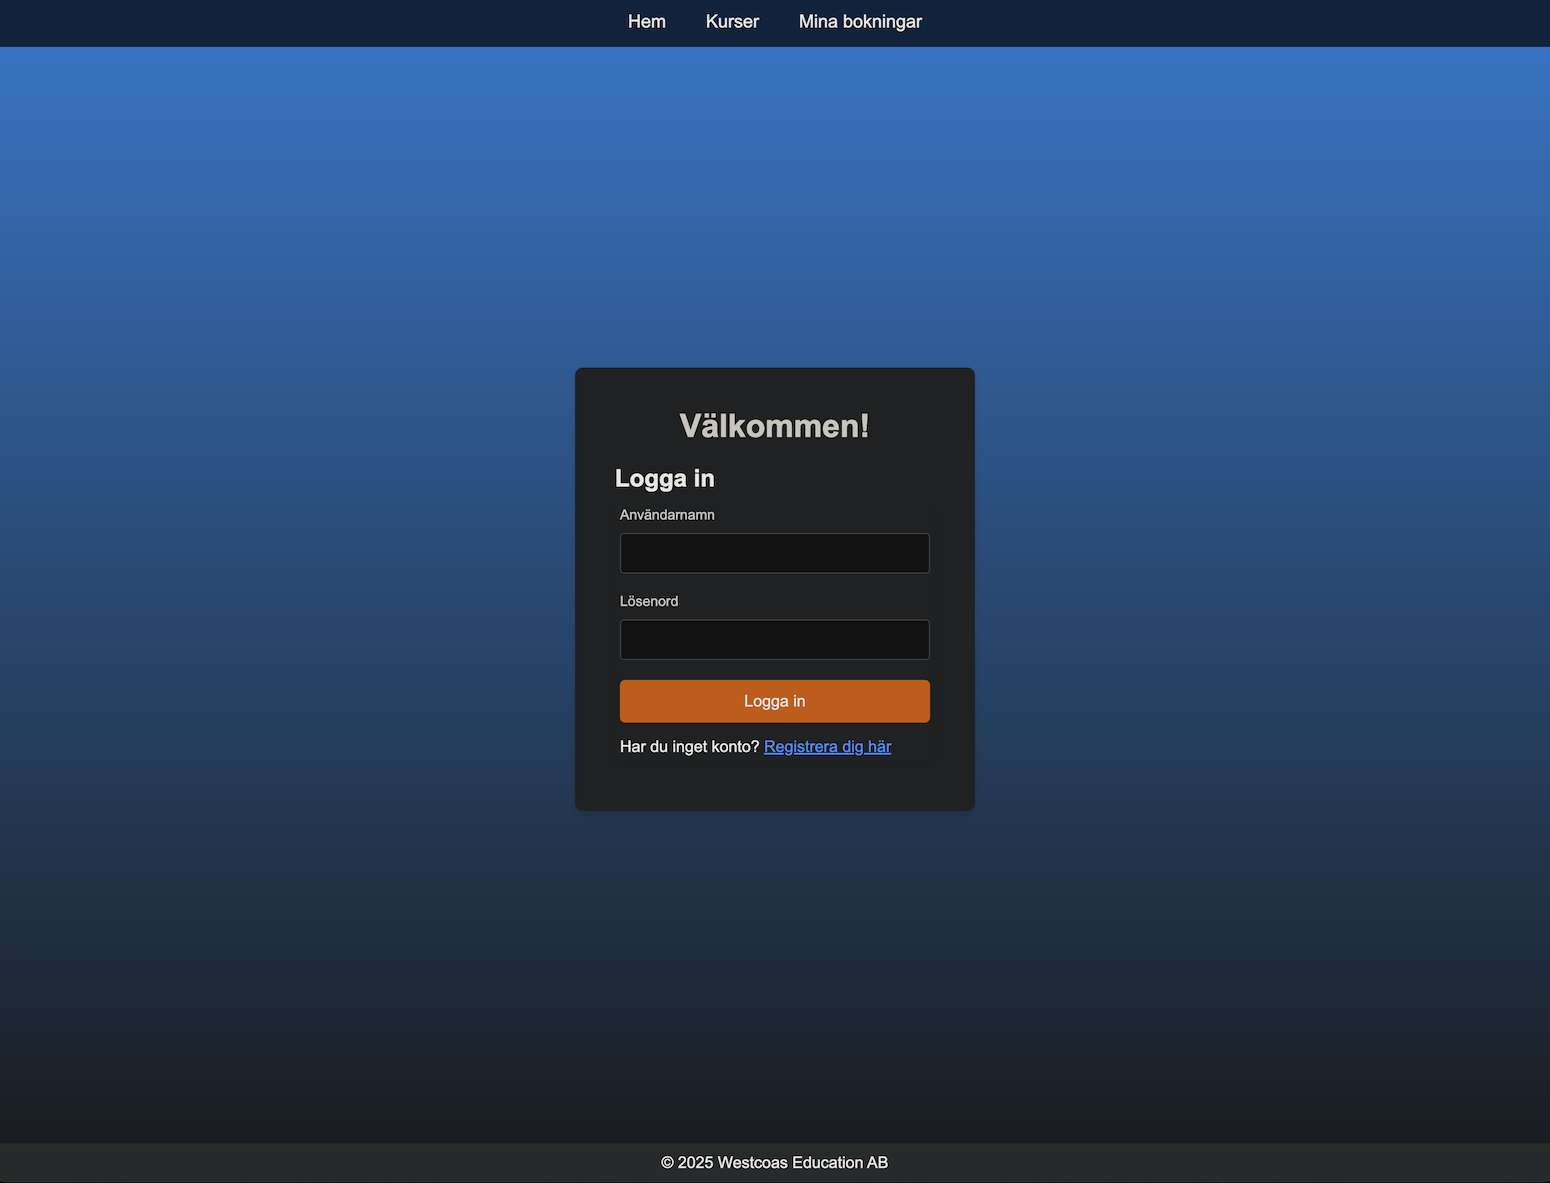 Hem Kurser Mina bokningar
Välkommen!
Logga in
Användarnamn
Lösenord
Logga in
Har du inget konto? Registrera dig här
© 2025 Westcoas Education AB